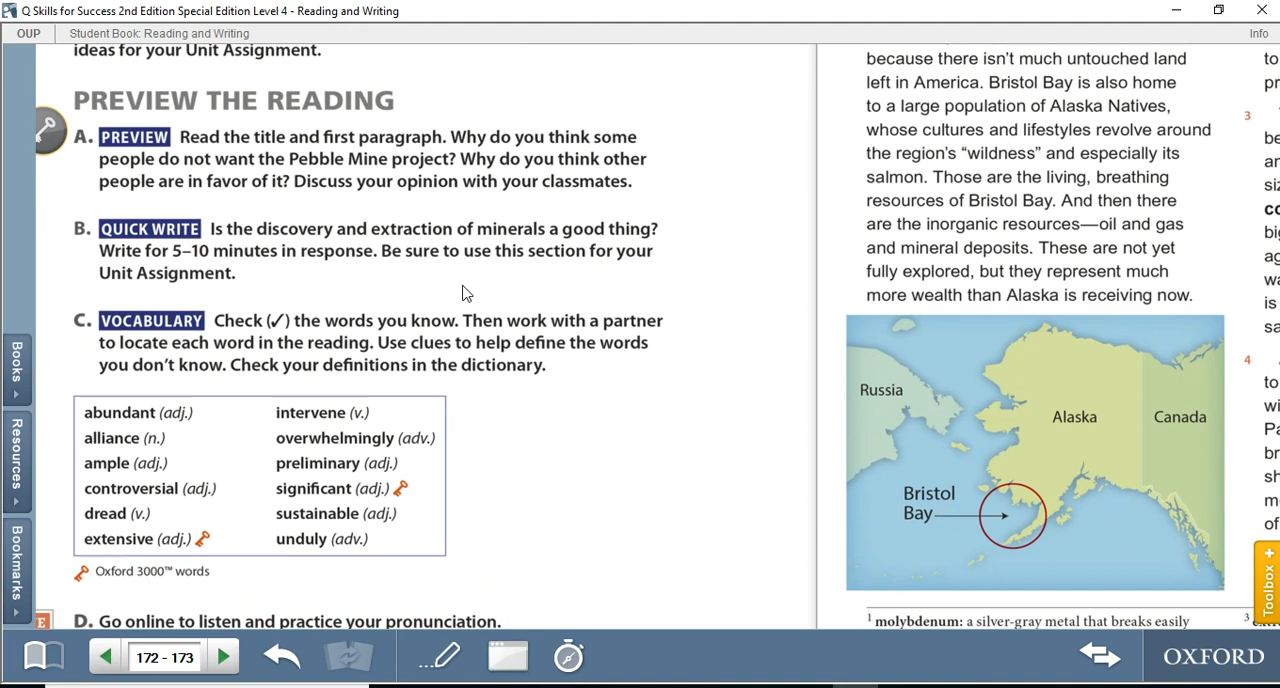 Q Skills for Success 2nd Edition Special Edition Level 4 - Reading and Writing
OUP
Student Book: Reading and Writing
Info
ideas for your Unit Assignment.
PREVIEW THE READING
A. PREVIEW Read the title and first paragraph. Why do you think some
people do not want the Pebble Mine project? Why do you think other
people are in favor of it? Discuss your opinion with your classmates.
B. QUICK WRITE Is the discovery and extraction of minerals a good thing?
Write for 5–10 minutes in response. Be sure to use this section for your
Unit Assignment.
C. VOCABULARY Check (✓) the words you know. Then work with a partner
to locate each word in the reading. Use clues to help define the words
you don't know. Check your definitions in the dictionary.
abundant (adj.)
alliance (n.)
ample (adj.)
controversial (adj.)
dread (v.)
extensive (adj.)
intervene (v.)
overwhelmingly (adv.)
preliminary (adj.)
significant (adj.)
sustainable (adj.)
unduly (adv.)
Oxford 3000™ words
D. Go online to listen and practice your pronunciation.
because there isn't much untouched land
left in America. Bristol Bay is also home
to a large population of Alaska Natives,
whose cultures and lifestyles revolve around
the region's "wildness" and especially its
salmon. Those are the living, breathing
resources of Bristol Bay. And then there
are the inorganic resources—oil and gas
and mineral deposits. These are not yet
fully explored, but they represent much
more wealth than Alaska is receiving now.
Russia
Alaska
Canada
Bristol
Bay
1 molybdenum: a silver-gray metal that breaks easily
3
to
3
4
to
of
Books
Resources
Bookmarks
Toolbox +
172 - 173
OXFORD